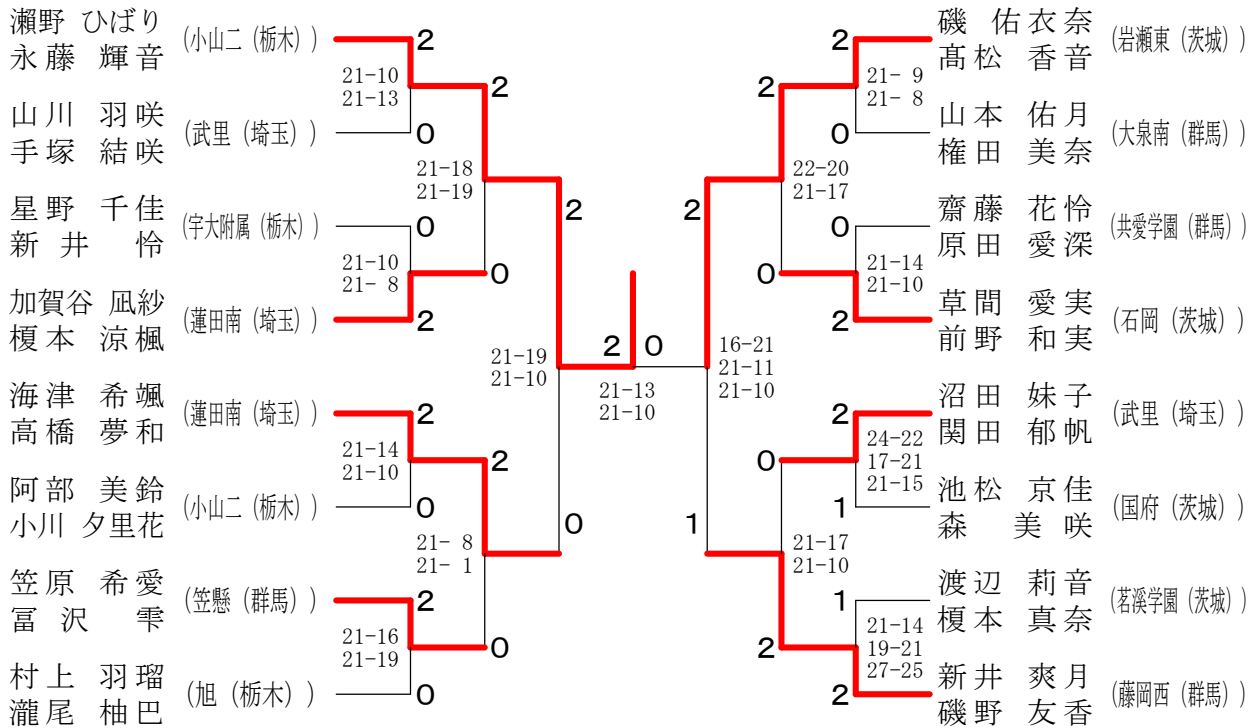 瀨野 ひばり
永藤 輝音
(小山二 (栃木) )
2
21-10
21-13
山川 羽咲
手塚 結咲
(武里 (埼玉) )
0
2
21-18
21-19
星野 千佳
新井 怜
(宇大附属 (栃木) )
0
21-10
21- 8
加賀谷 凪紗
榎本 涼楓
(蓮田南 (埼玉) )
2
0
2
21-19
21-10
海津 希颯
高橋 夢和
(蓮田南 (埼玉) )
2
21-14
21-10
阿部 美鈴
小川 夕里花
(小山二 (栃木) )
0
2
21- 8
21- 1
0
笠原 希愛
冨沢 雫
(笠懸 (群馬) )
2
21-16
21-19
村上 羽瑠
瀧尾 柚巴
(旭 (栃木) )
0
0
2 0
21-13
21-10
磯 佑衣奈
髙松 香音
(岩瀬東 (茨城) )
2
21- 9
21- 8
山本 佑月
権田 美奈
(大泉南 (群馬) )
0
2
22-20
21-17
齋藤 花怜
原田 愛深
(共愛学園 (群馬) )
0
21-14
21-10
草間 愛実
前野 和実
(石岡 (茨城) )
2
0
2
16-21
21-11
21-10
沼田 妹子
関田 郁帆
(武里 (埼玉) )
2
24-22
17-21
21-15
池松 京佳
森 美咲
(国府 (茨城) )
1
0
21-17
21-10
1
渡辺 莉音
榎本 真奈
(茗溪学園 (茨城) )
1
21-14
19-21
27-25
新井 爽月
磯野 友香
(藤岡西 (群馬) )
2
2